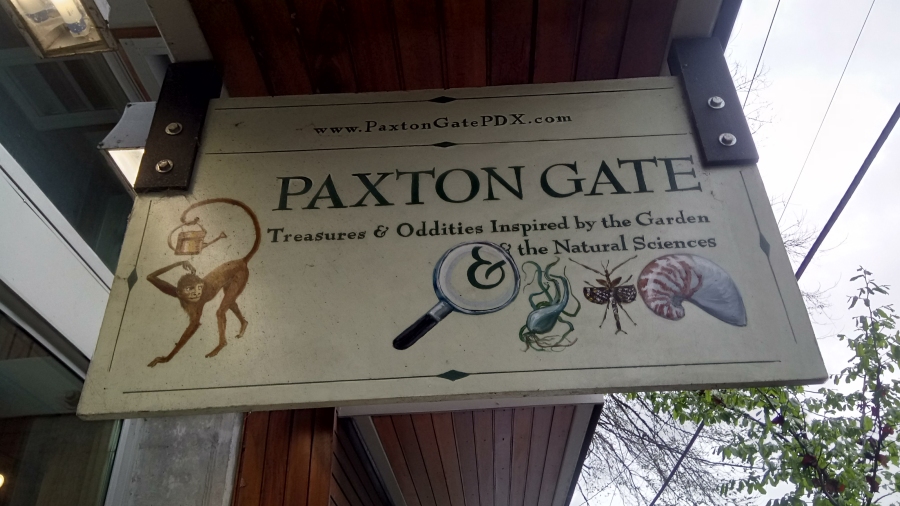 www.PaxtonGatePDX.com
PAXTON GATE
Treasures & Oddities Inspired by the Garden
& the Natural Sciences
&